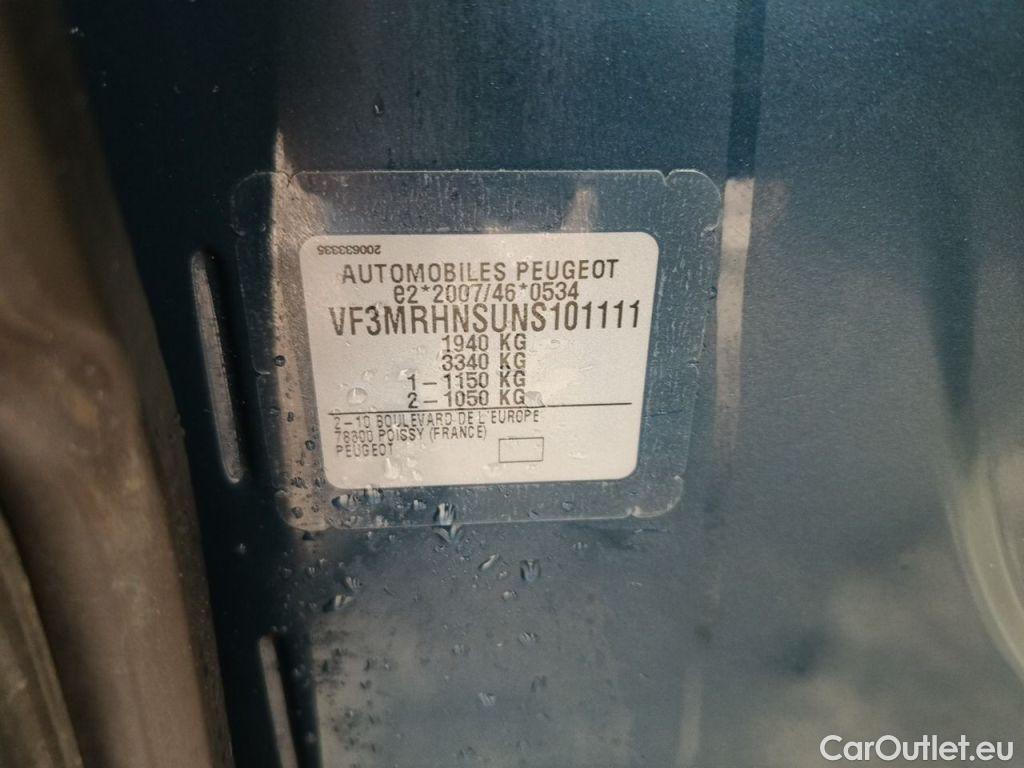 200633335
AUTOMOBILES PEUGEOT
e2*2007/46*0534
VF3MRHNSUNS101111
1940 KG
3340 KG
1-1150 KG
2-1050 KG
2-10 BOULEVARD DE L'EUROPE
78300 POISSY (FRANCE)
PEUGEOT
CarOutlet.eu